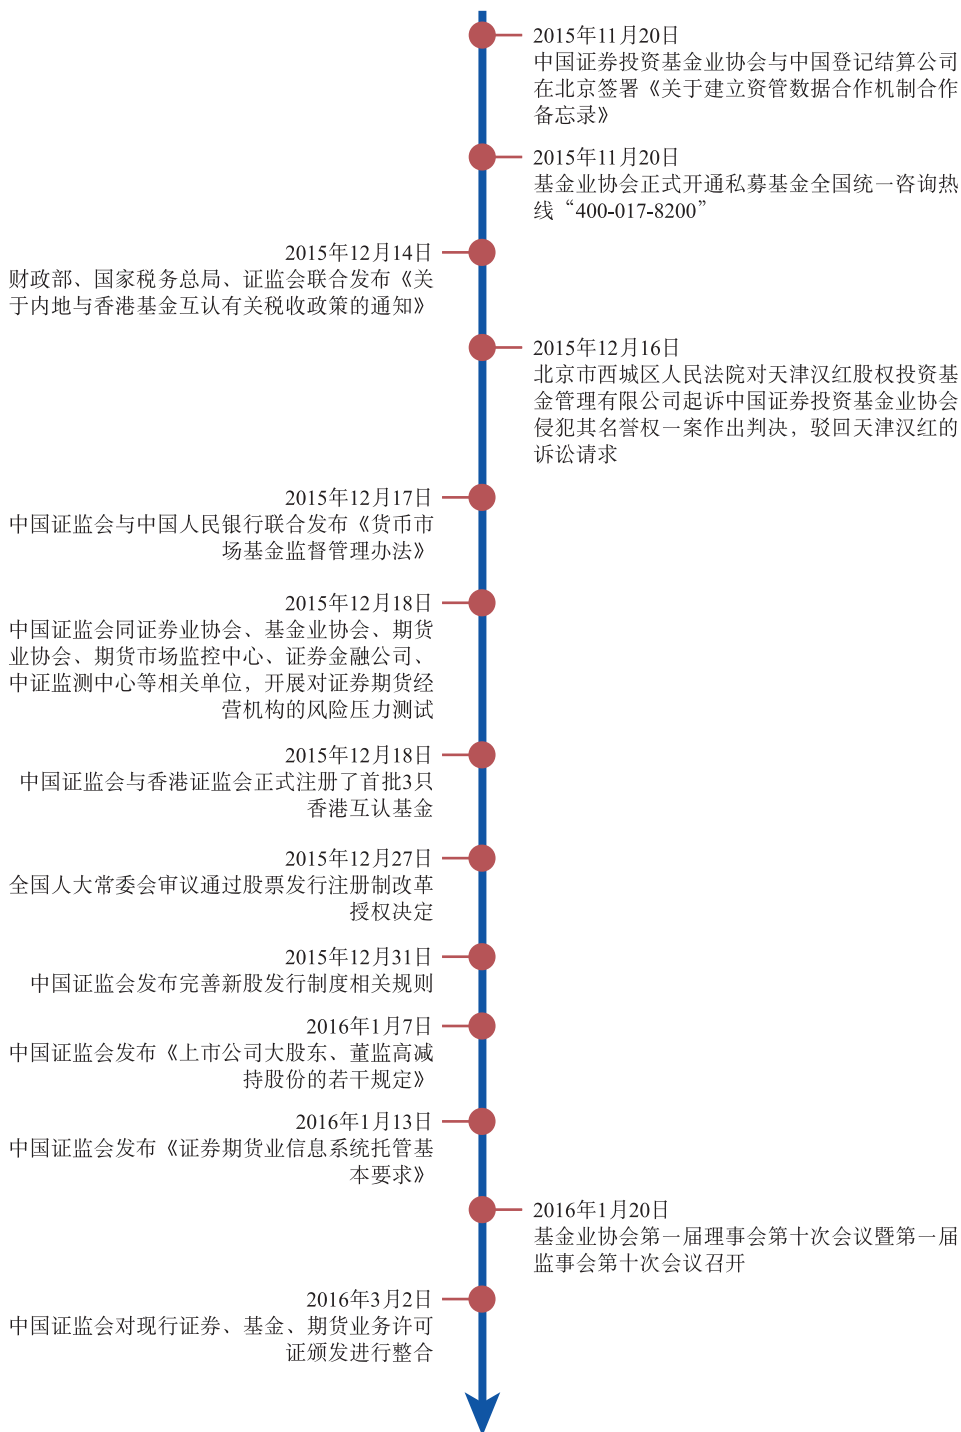 2015年11月20日
中国证券投资基金业协会与中国登记结算公司
在北京签署《关于建立资管数据合作机制合作
备忘录》
2015年11月20日
基金业协会正式开通私募基金全国统一咨询热
线“400-017-8200”
2015年12月14日
财政部、国家税务总局、证监会联合发布《关
于内地与香港基金互认有关税收政策的通知》
2015年12月16日
北京市西城区人民法院对天津汉红股权投资基
金管理有限公司起诉中国证券投资基金业协会
侵犯其名誉权一案作出判决，驳回天津汉红的
诉讼请求
2015年12月17日
中国证监会与中国人民银行联合发布《货币市
场基金监督管理办法》
2015年12月18日
中国证监会同证券业协会、基金业协会、期货
业协会、期货市场监控中心、证券金融公司、
中证监测中心等相关单位，开展对证券期货经
营机构的风险压力测试
2015年12月18日
中国证监会与香港证监会正式注册了首批3只
香港互认基金
2015年12月27日
全国人大常委会审议通过股票发行注册制改革
授权决定
2015年12月31日
中国证监会发布完善新股发行制度相关规则
2016年1月7日
中国证监会发布《上市公司大股东、董监高减
持股份的若干规定》
2016年1月13日
中国证监会发布《证券期货业信息系统托管基
本要求》
2016年1月20日
基金业协会第一届理事会第十次会议暨第一届
监事会第十次会议召开
2016年3月2日
中国证监会对现行证券、基金、期货业务许可
证颁发进行整合